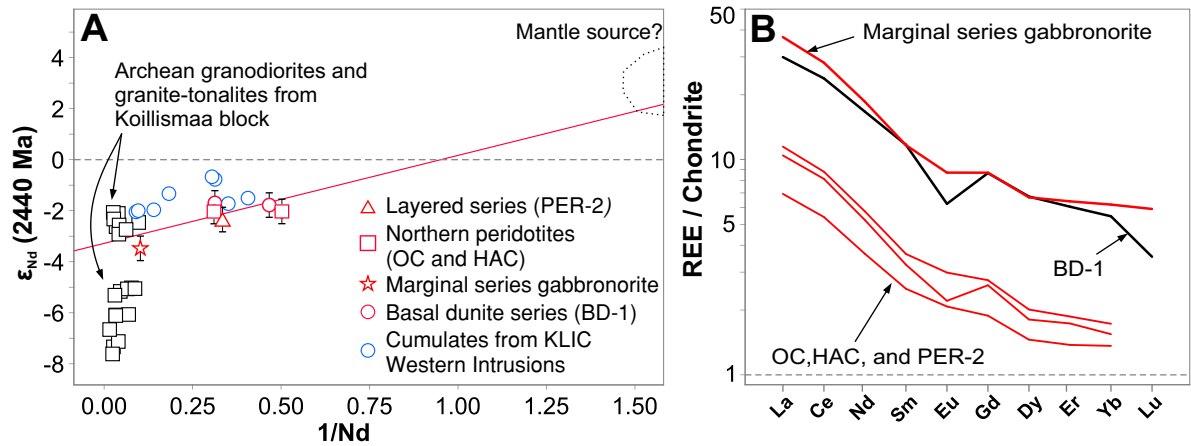 A
Mantle source?
Archean granodiorites and
granite-tonalites from
Koillismaa block
4
2
0
-2
-4
-6
-8
εNd (2440 Ma)
Layered series (PER-2)
Northern peridotites
(OC and HAC)
Marginal series gabbronorite
Basal dunite series (BD-1)
Cumulates from KLIC
Western Intrusions
0.00 0.25 0.50 0.75 1.00 1.25 1.50
1/Nd
B
50
10
5
1
REE / Chondrite
Marginal series gabbronorite
BD-1
OC,HAC, and PER-2
La Ce Nd Sm Eu Gd Dy Er Yb Lu